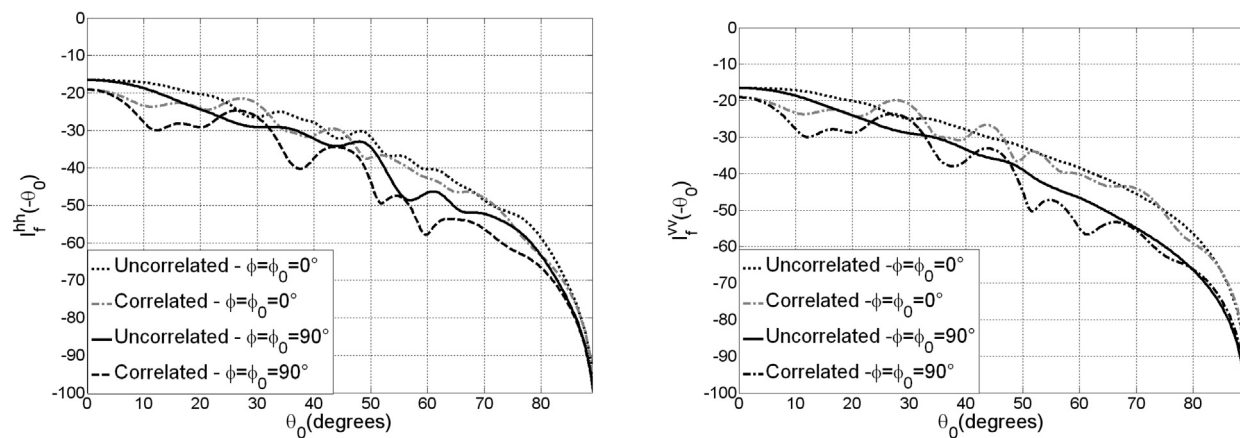 0
-10
-20
-30
-40
-50
-60
-70
-80
-90
-100
I_f^hh(-θ_0)
Uncorrelated - ϕ=ϕ_0=0°
Correlated - ϕ=ϕ_0=0°
Uncorrelated - ϕ=ϕ_0=90°
Correlated - ϕ=ϕ_0=90°
0 10 20 30 40 50 60 70 80
θ_0(degrees)
10
0
-10
-20
-30
-40
-50
-60
-70
-80
-90
-100
I_f^vv(-θ_0)
Uncorrelated -ϕ=ϕ_0=0°
Correlated -ϕ=ϕ_0=0°
Uncorrelated -ϕ=ϕ_0=90°
Correlated -ϕ=ϕ_0=90°
0 10 20 30 40 50 60 70 80
θ_0(degrees)